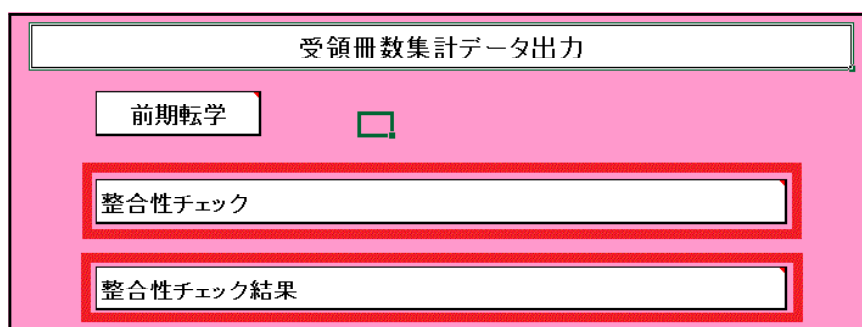 受領冊数集計データ出力
前期転学
整合性チェック
整合性チェック結果